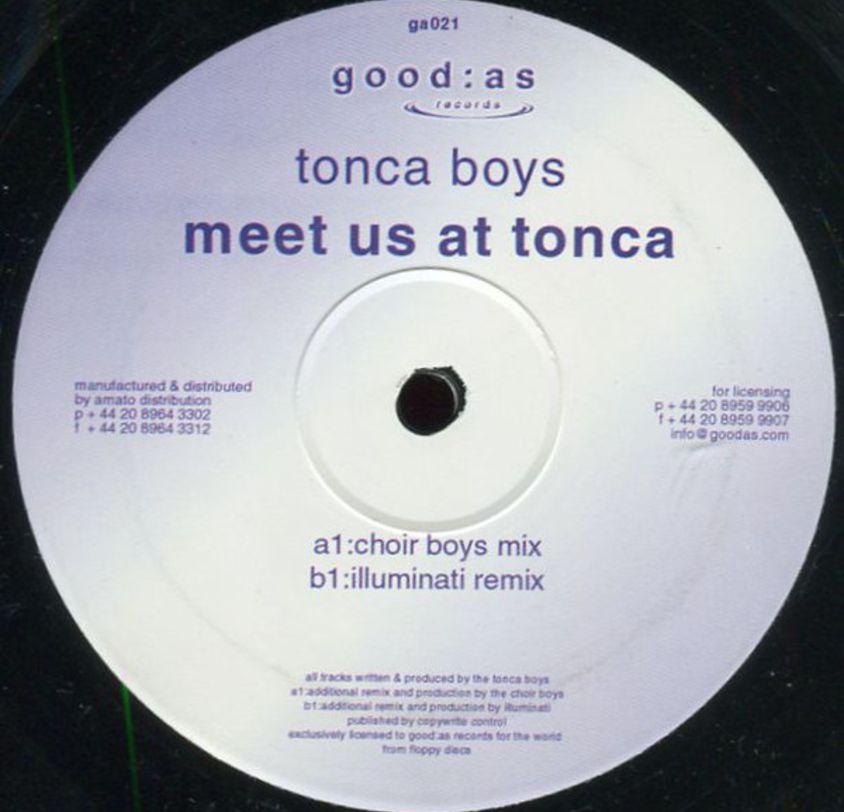 ga021
good:as
records
tonca boys
meet us at tonca
manufactured & distributed
by amato distribution
p + 44 20 8964 3302
f + 44 20 8964 3312
for licensing
p + 44 20 8959 9906
f + 44 20 8959 9907
info@goodas.com
a1:choir boys mix
b1:illuminati remix
all tracks written & produced by the tonca boys
a1:additional remix and production by the choir boys
b1:additional remix and production by illuminati
published by copywrite control
exclusively licensed to good:as records for the world
from floppy discs